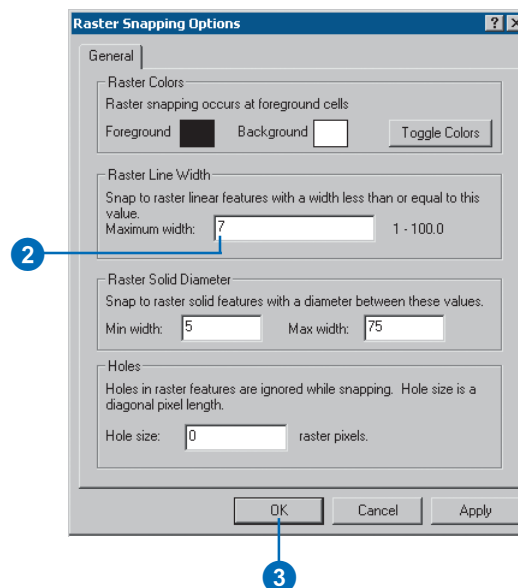 Raster Snapping Options
General
Raster Colors
Raster snapping occurs at foreground cells
Foreground Background Toggle Colors
Raster Line Width
Snap to raster linear features with a width less than or equal to this
value.
Maximum width: 7 1 - 100.0
2
Raster Solid Diameter
Snap to raster solid features with a diameter between these values.
Min width: 5 Max width: 75
Holes
Holes in raster features are ignored while snapping. Hole size is a
diagonal pixel length.
Hole size: 0 raster pixels.
OK Cancel Apply
3